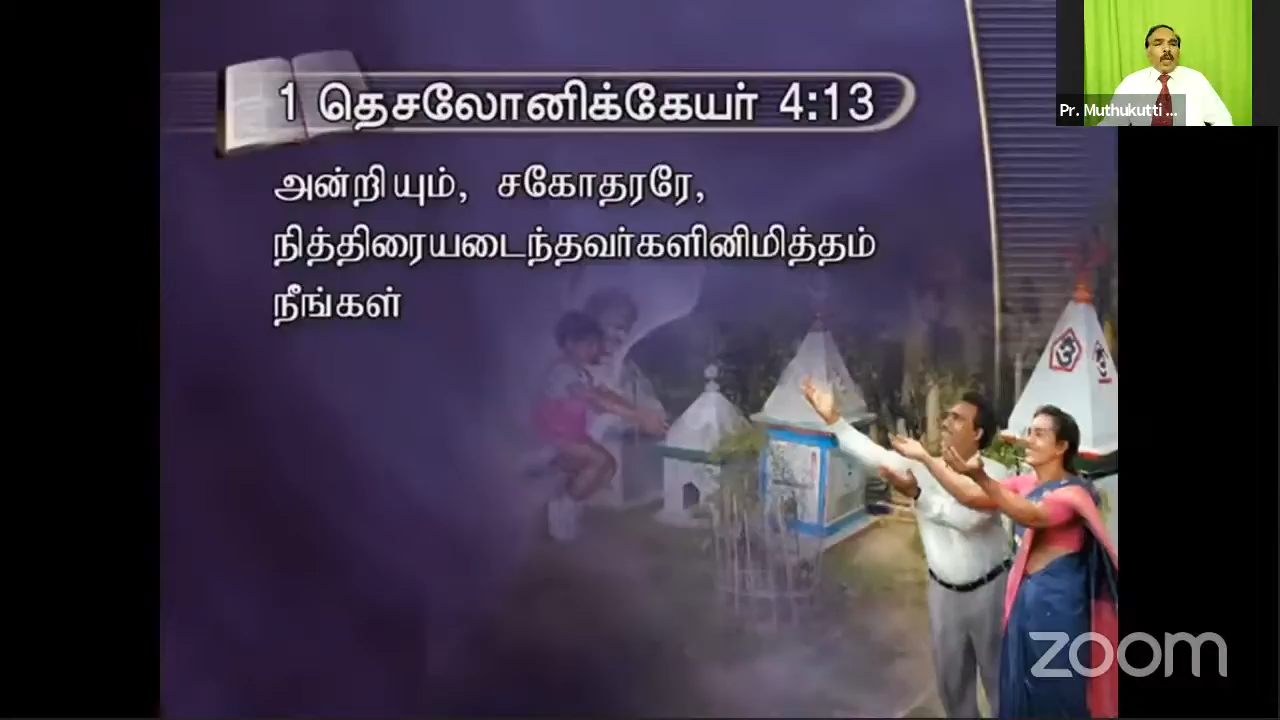 1 தெசலோனிக்கேயர் 4:13
அன்றியும், சகோதரரே,
நித்திரையடைந்தவர்களினிமித்தம்
நீங்கள்
Pr. Muthukutti ...
ஓ
zoom